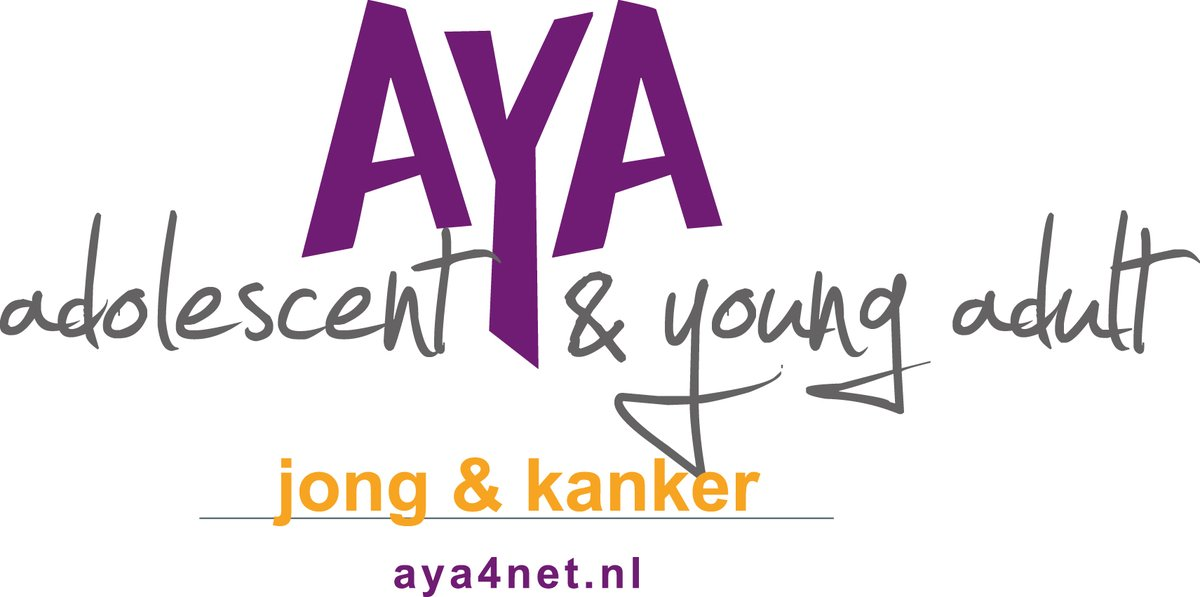 AYA
adolescent & young adult
jong & kanker
aya4net.nl